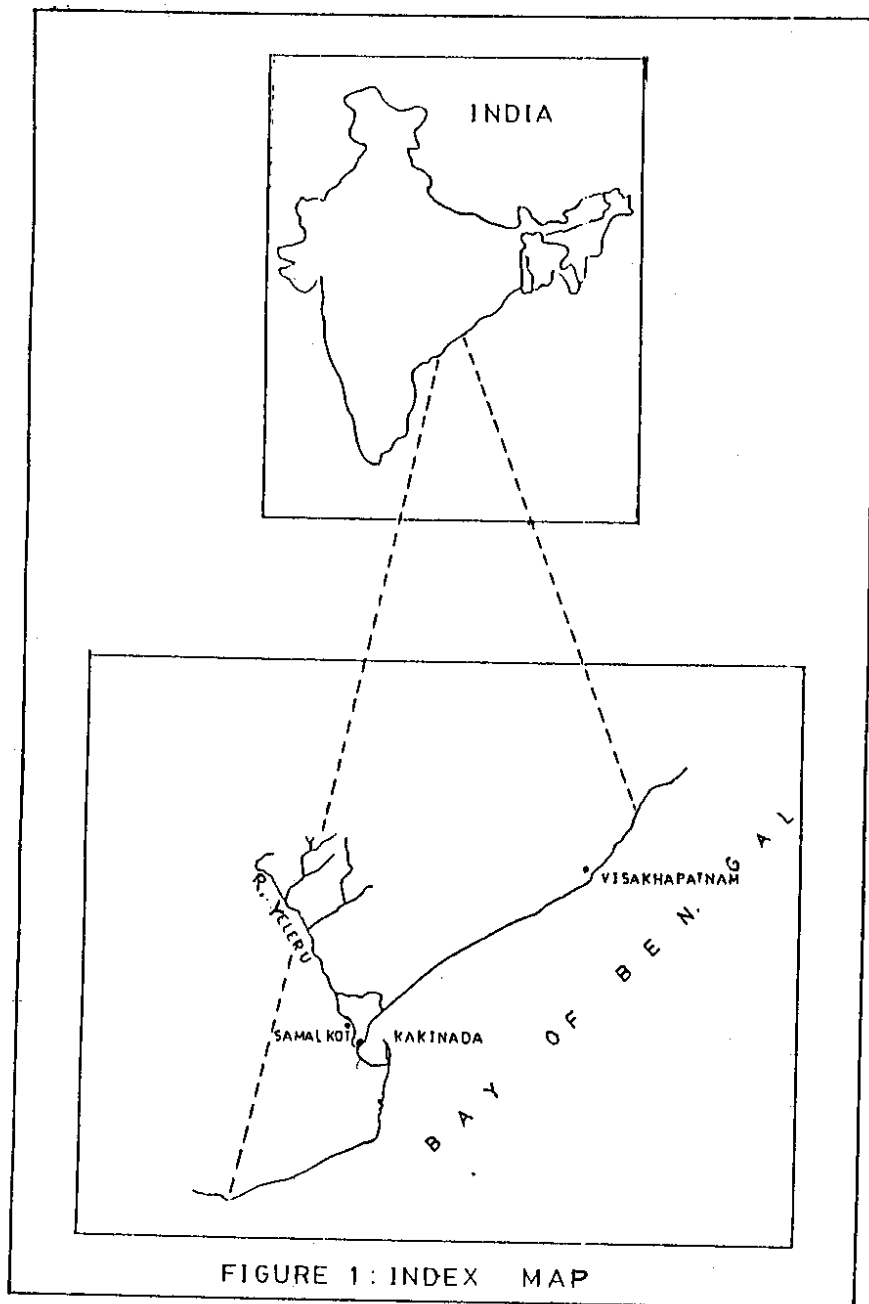 INDIA
VISAKHAPATNAM
R. YELERU
SAMALKOT
KAKINADA
BAY OF BENGAL
FIGURE 1: INDEX MAP